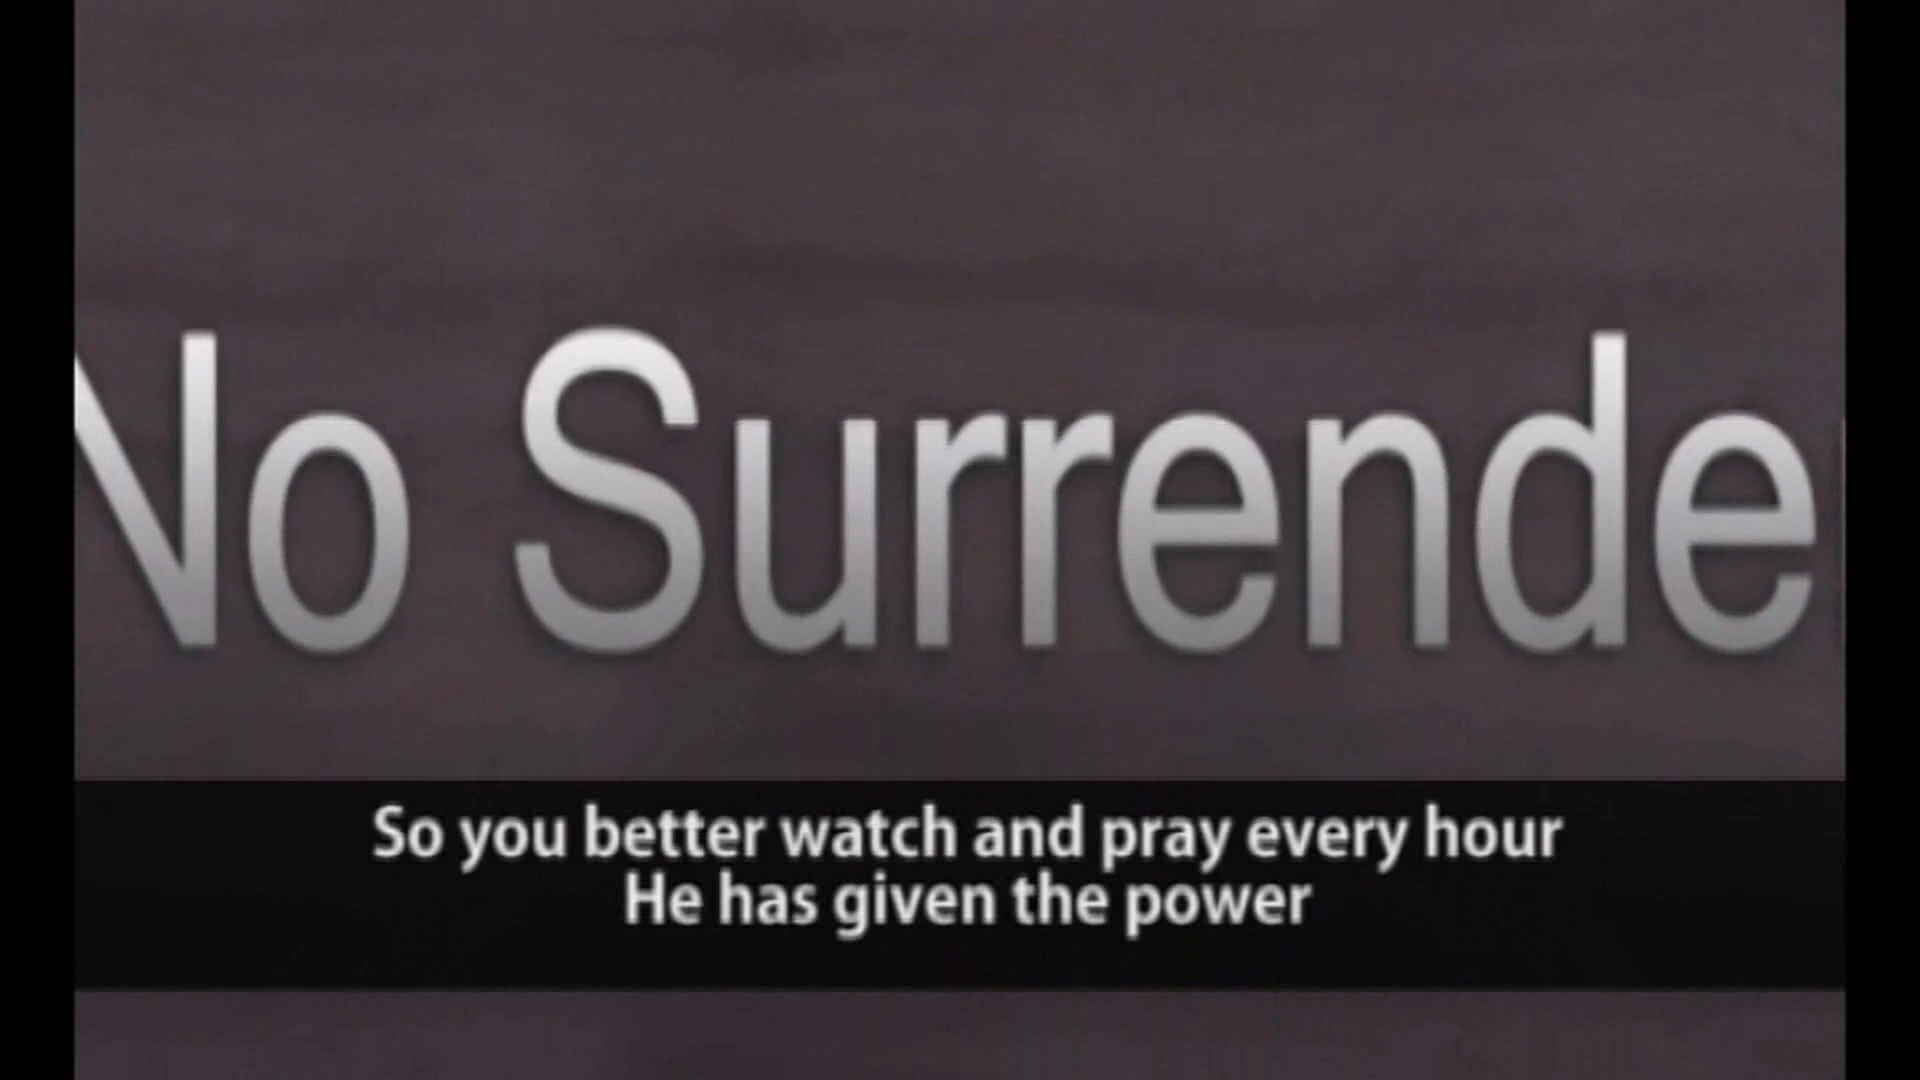 No Surrende
So you better watch and pray every hour
He has given the power